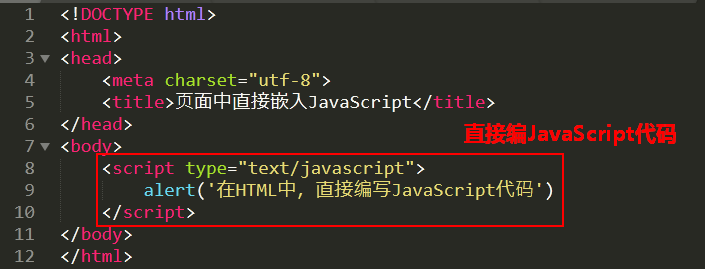 1 <!DOCTYPE html>
2 <html>
3 <head>
4 <meta charset="utf-8">
5 <title>页面中直接嵌入JavaScript</title>
6 </head>
直接编JavaScript代码
7 <body>
8 <script type="text/javascript">
9 alert('在HTML中，直接编写JavaScript代码')
10 </script>
11 </body>
12 </html>